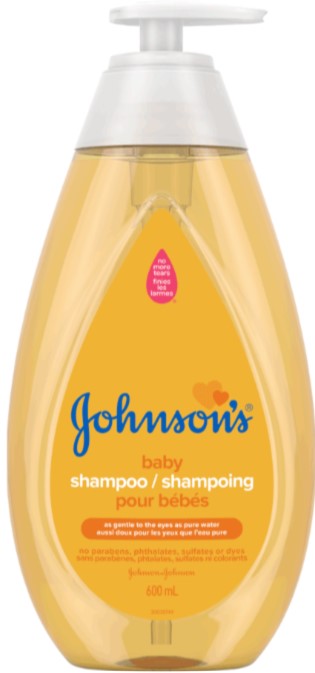 no
more
tears
finies
les
larmes
Johnson's®
baby
shampoo / shampoing
pour bébés
as gentle to the eyes as pure water
aussi doux pour les yeux que l'eau pure
no parabens, phthalates, sulfates or dyes
sans parabènes, phtalates, sulfates ni colorants
Johnson & Johnson
600 mL